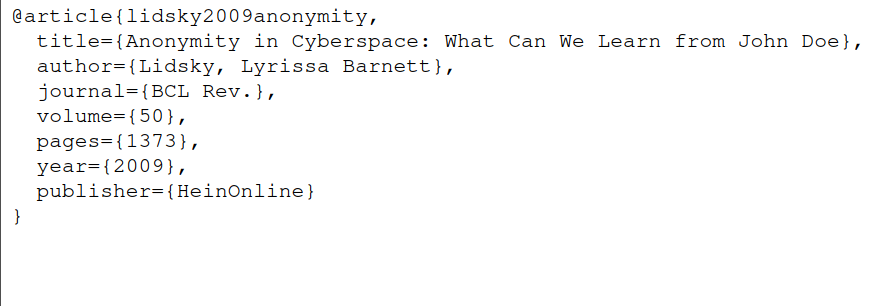 @article{lidsky2009anonymity,
  title={Anonymity in Cyberspace: What Can We Learn from John Doe},
  author={Lidsky, Lyrissa Barnett},
  journal={BCL Rev.},
  volume={50},
  pages={1373},
  year={2009},
  publisher={HeinOnline}
}